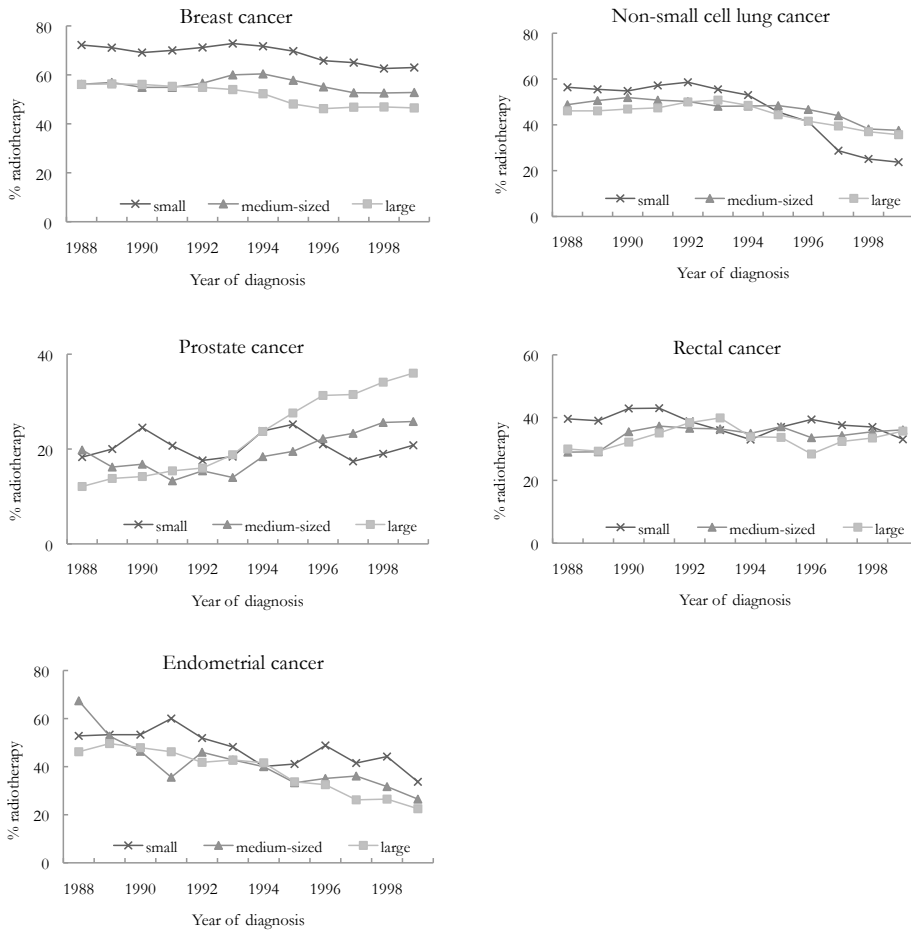 Breast cancer
80
60
40
20
0
% radiotherapy
small medium-sized large
1988 1990 1992 1994 1996 1998
Year of diagnosis
Non-small cell lung cancer
80
60
40
20
0
% radiotherapy
small medium-sized large
1988 1990 1992 1994 1996 1998
Year of diagnosis
Prostate cancer
40
20
0
% radiotherapy
small medium-sized large
1988 1990 1992 1994 1996 1998
Year of diagnosis
Rectal cancer
60
40
20
0
% radiotherapy
small medium-sized large
1988 1990 1992 1994 1996 1998
Year of diagnosis
Endometrial cancer
80
60
40
20
0
% radiotherapy
small medium-sized large
1988 1990 1992 1994 1996 1998
Year of diagnosis